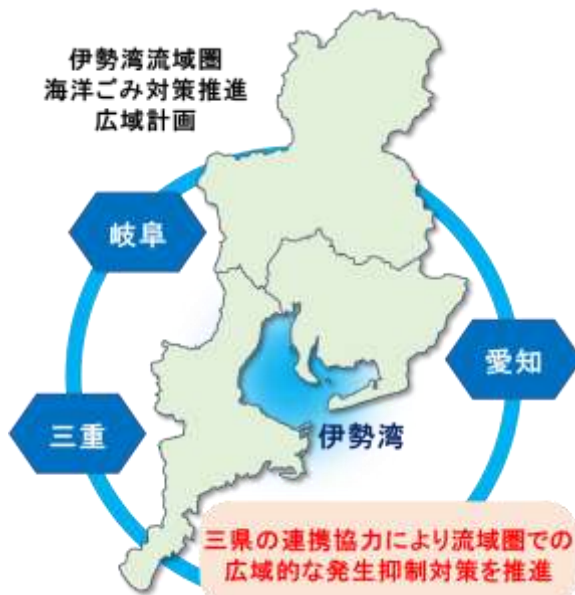 伊勢湾流域圏
海洋ごみ対策推進
広域計画
岐阜
愛知
三重
伊勢湾
三県の連携協力により流域圏での
広域的な発生抑制対策を推進